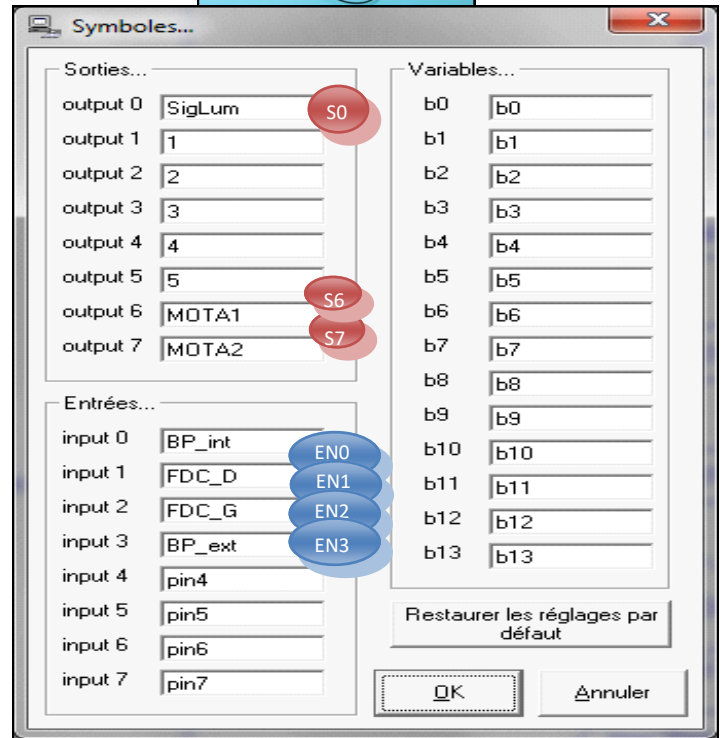 Symboles...
Sorties...
output 0 SigLum S0
output 1 1
output 2 2
output 3 3
output 4 4
output 5 5
output 6 MOTA1 S6
output 7 MOTA2 S7
Entrées...
input 0 BP_int EN0
input 1 FDC_D EN1
input 2 FDC_G EN2
input 3 BP_ext EN3
input 4 pin4
input 5 pin5
input 6 pin6
input 7 pin7
Variables...
b0 b0
b1 b1
b2 b2
b3 b3
b4 b4
b5 b5
b6 b6
b7 b7
b8 b8
b9 b9
b10 b10
b11 b11
b12 b12
b13 b13
Restaurer les réglages par
défaut
OK Annuler